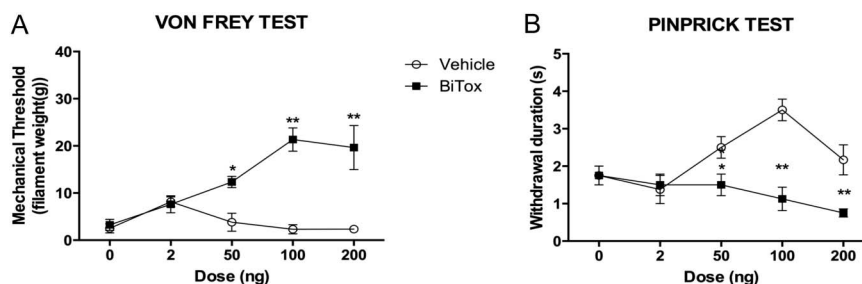 A
VON FREY TEST
Mechanical Threshold
(filament weight(g))
40
30
20
10
0
*
**
**
0 2 50 100 200
Dose (ng)
Vehicle
BiTox
B
PINPRICK TEST
Withdrawal duration (s)
5
4
3
2
1
0
*
*
**
**
0 2 50 100 200
Dose (ng)